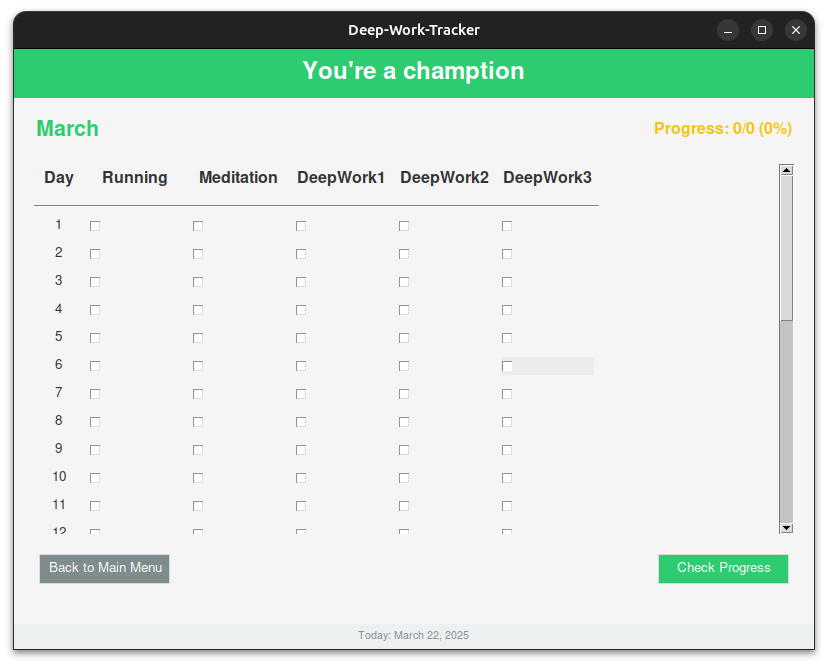 Deep-Work-Tracker
You're a chamption
March Progress: 0/0 (0%)
Day Running Meditation DeepWork1 DeepWork2 DeepWork3
1
2
3
4
5
6
7
8
9
10
11
12
Back to Main Menu Check Progress
Today: March 22, 2025